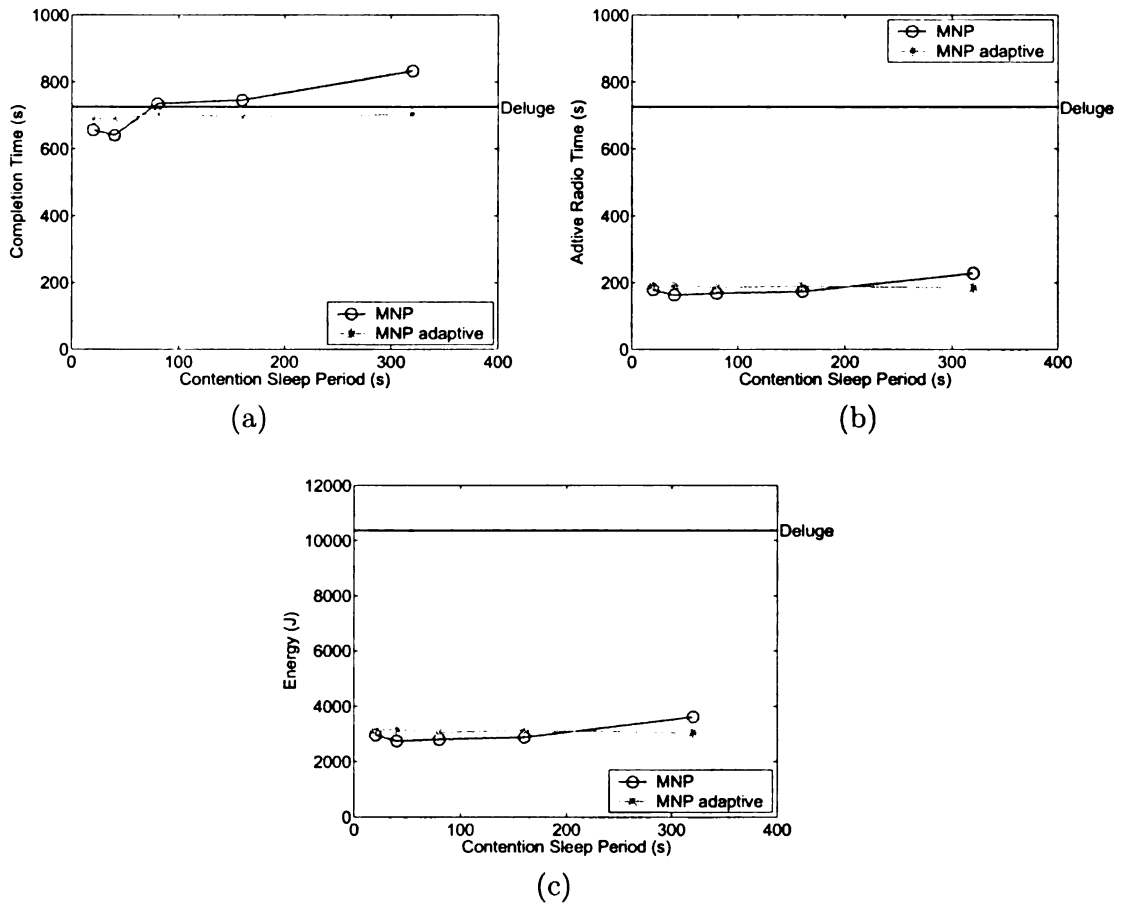 1000
800
600
400
200
0
Completion Time (s)
Deluge
MNP
MNP adaptive
0 100 200 300 400
Contention Sleep Period (s)
(a)
1000
800
600
400
200
0
Adtive Radio Time (s)
MNP
MNP adaptive
Deluge
0 100 200 300 400
Contention Sleep Period (s)
(b)
12000
10000
8000
6000
4000
2000
0
Energy (J)
Deluge
MNP
MNP adaptive
0 100 200 300 400
Contention Sleep Period (s)
(c)